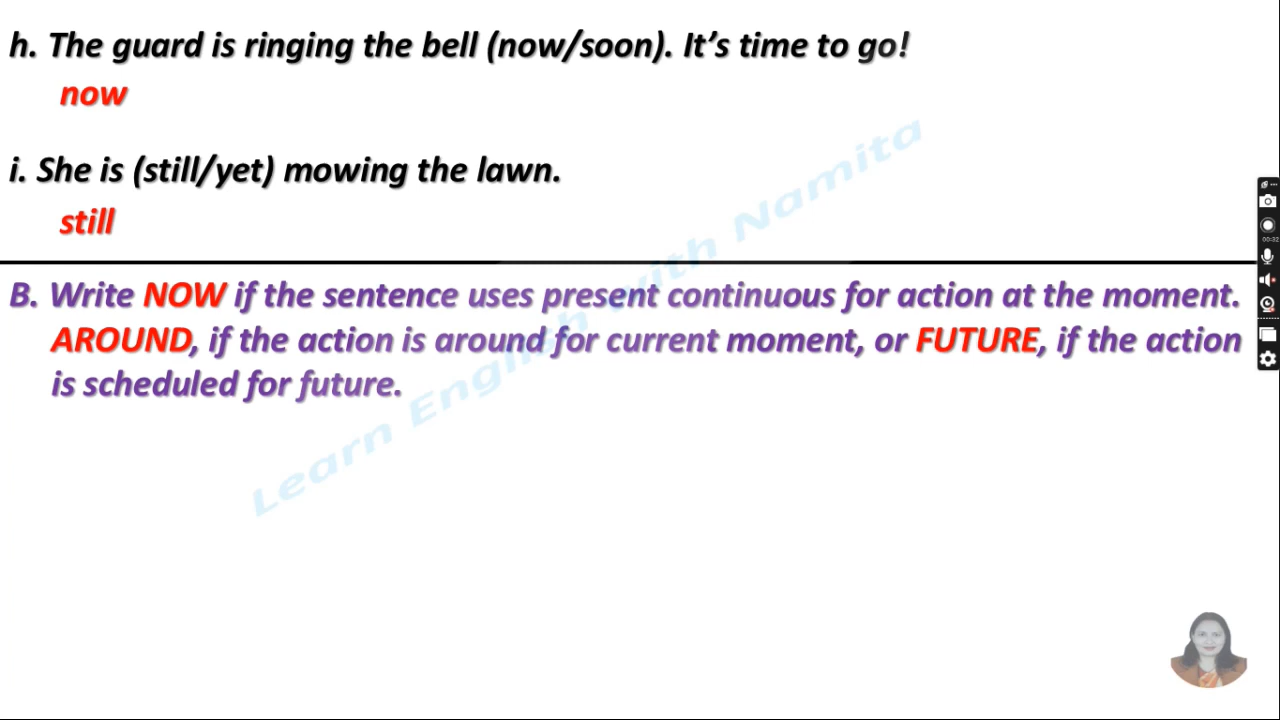 h. The guard is ringing the bell (now/soon). It's time to go!
now
i. She is (still/yet) mowing the lawn.
still
B. Write NOW if the sentence uses present continuous for action at the moment.
AROUND, if the action is around for current moment, or FUTURE, if the action
is scheduled for future.
Learn English with Namita
00:32